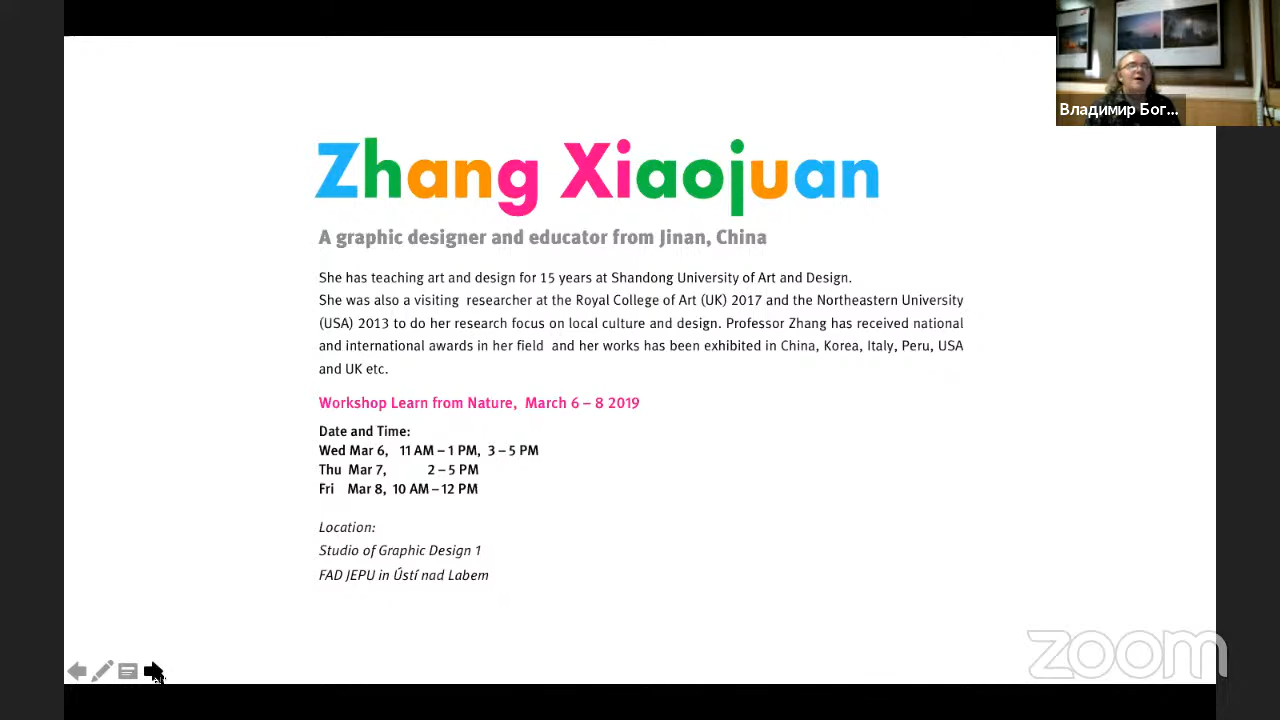 Владимир Бог...
Zhang Xiaojuan
A graphic designer and educator from Jinan, China
She has teaching art and design for 15 years at Shandong University of Art and Design.
She was also a visiting researcher at the Royal College of Art (UK) 2017 and the Northeastern University
(USA) 2013 to do her research focus on local culture and design. Professor Zhang has received national
and international awards in her field and her works has been exhibited in China, Korea, Italy, Peru, USA
and UK etc.
Workshop Learn from Nature, March 6 – 8 2019
Date and Time:
Wed Mar 6, 11 AM – 1 PM, 3 – 5 PM
Thu Mar 7, 2 – 5 PM
Fri Mar 8, 10 AM – 12 PM
Location:
Studio of Graphic Design 1
FAD JEPU in Ústí nad Labem
zoom